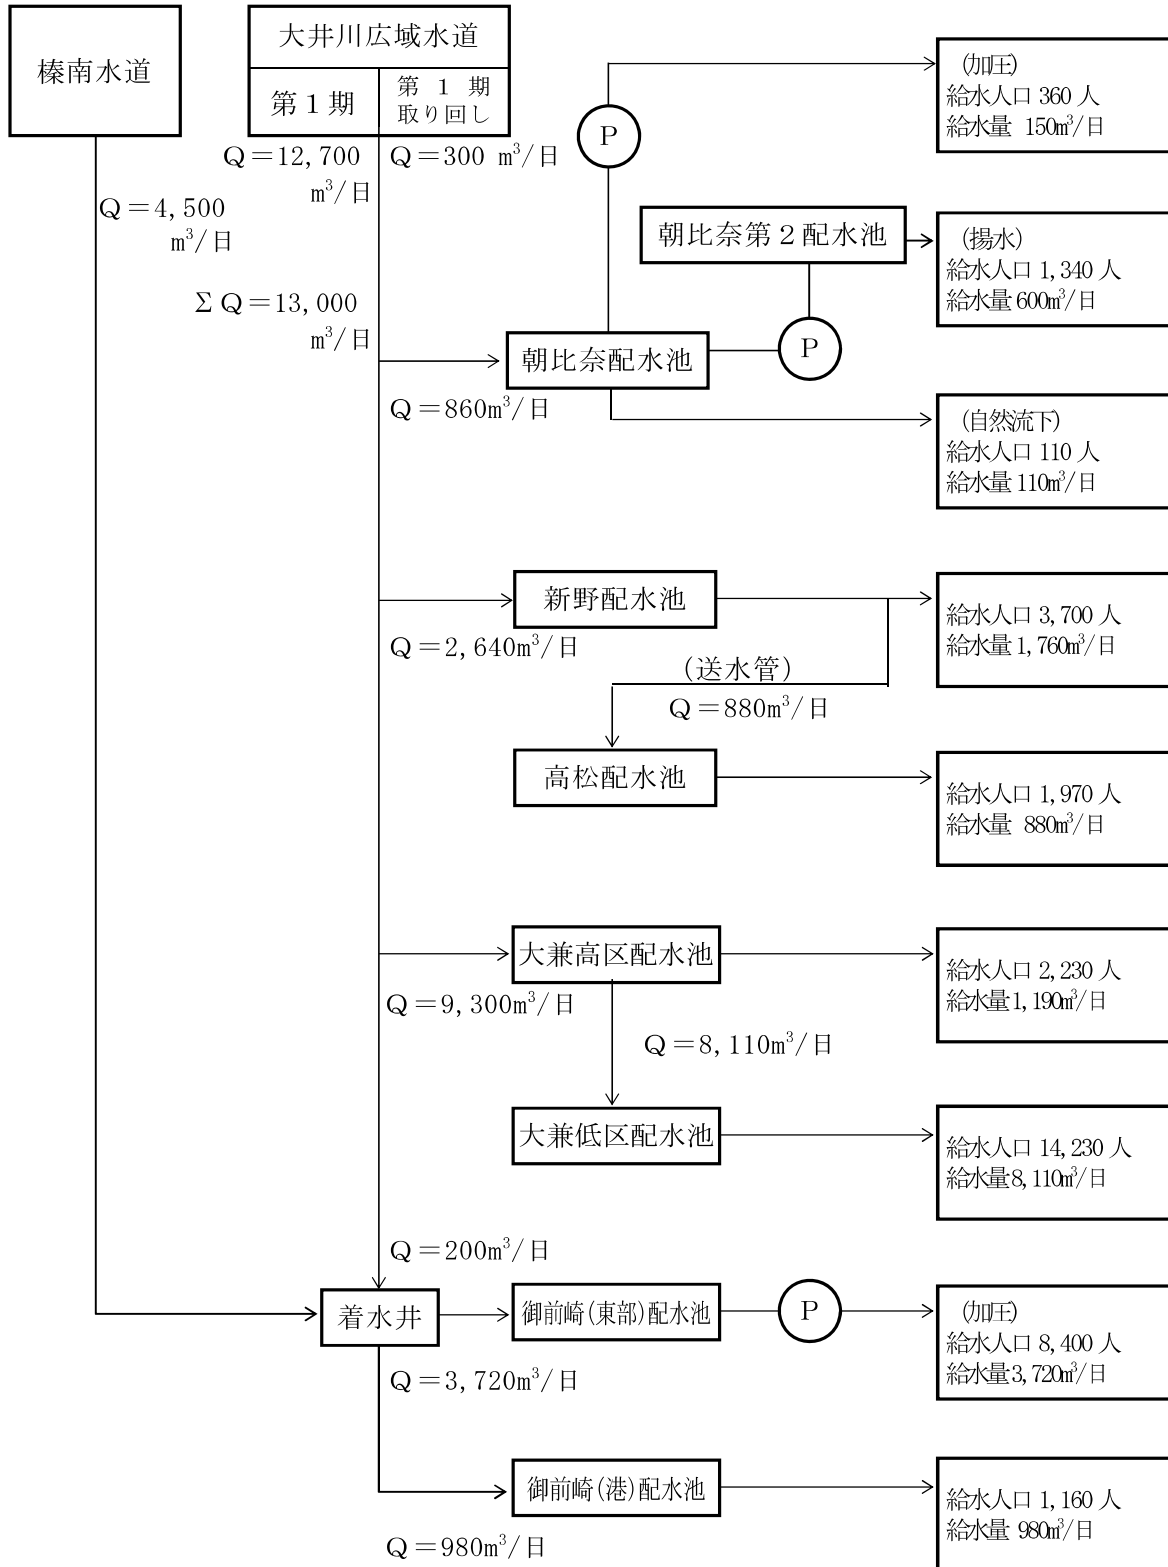 榛南水道
大井川広域水道
第1期
第 1 期
取り回し
Q=12,700
m³/日
Q=300 m³/日
Q=4,500
m³/日
ΣQ=13,000
m³/日
P
(加圧)
給水人口 360 人
給水量 150m³/日
朝比奈第2配水池
(揚水)
給水人口 1,340 人
給水量 600m³/日
朝比奈配水池
P
Q=860m³/日
(自然流下)
給水人口 110 人
給水量 110m³/日
新野配水池
Q=2,640m³/日
給水人口 3,700 人
給水量 1,760m³/日
(送水管)
Q=880m³/日
高松配水池
給水人口 1,970 人
給水量 880m³/日
大兼高区配水池
Q=9,300m³/日
給水人口 2,230 人
給水量1,190m³/日
Q=8,110m³/日
大兼低区配水池
給水人口 14,230 人
給水量8,110m³/日
Q=200m³/日
着水井
御前崎(東部)配水池
P
(加圧)
給水人口 8,400 人
給水量3,720m³/日
Q=3,720m³/日
御前崎(港)配水池
給水人口 1,160 人
給水量 980m³/日
Q=980m³/日